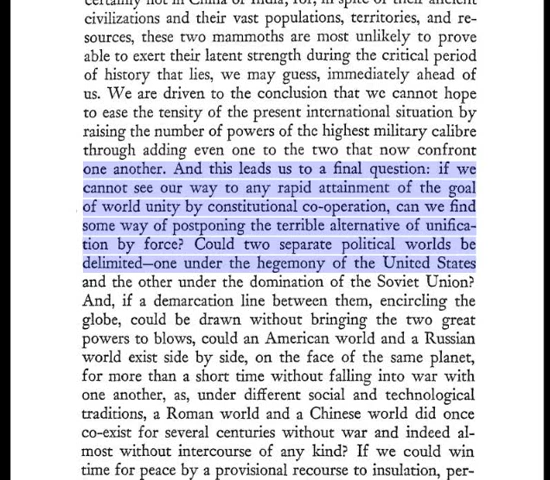 certainly not in China or India, for, in spite of their ancient
civilizations and their vast populations, territories, and re-
sources, these two mammoths are most unlikely to prove
able to exert their latent strength during the critical period
of history that lies, we may guess, immediately ahead of
us. We are driven to the conclusion that we cannot hope
to ease the tensity of the present international situation by
raising the number of powers of the highest military calibre
through adding even one to the two that now confront
one another. And this leads us to a final question: if we
cannot see our way to any rapid attainment of the goal
of world unity by constitutional co-operation, can we find
some way of postponing the terrible alternative of unifica-
tion by force? Could two separate political worlds be
delimited—one under the hegemony of the United States
and the other under the domination of the Soviet Union?
And, if a demarcation line between them, encircling the
globe, could be drawn without bringing the two great
powers to blows, could an American world and a Russian
world exist side by side, on the face of the same planet,
for more than a short time without falling into war with
one another, as, under different social and technological
traditions, a Roman world and a Chinese world did once
co-exist for several centuries without war and indeed al-
most without intercourse of any kind? If we could win
time for peace by a provisional recourse to insulation, per-